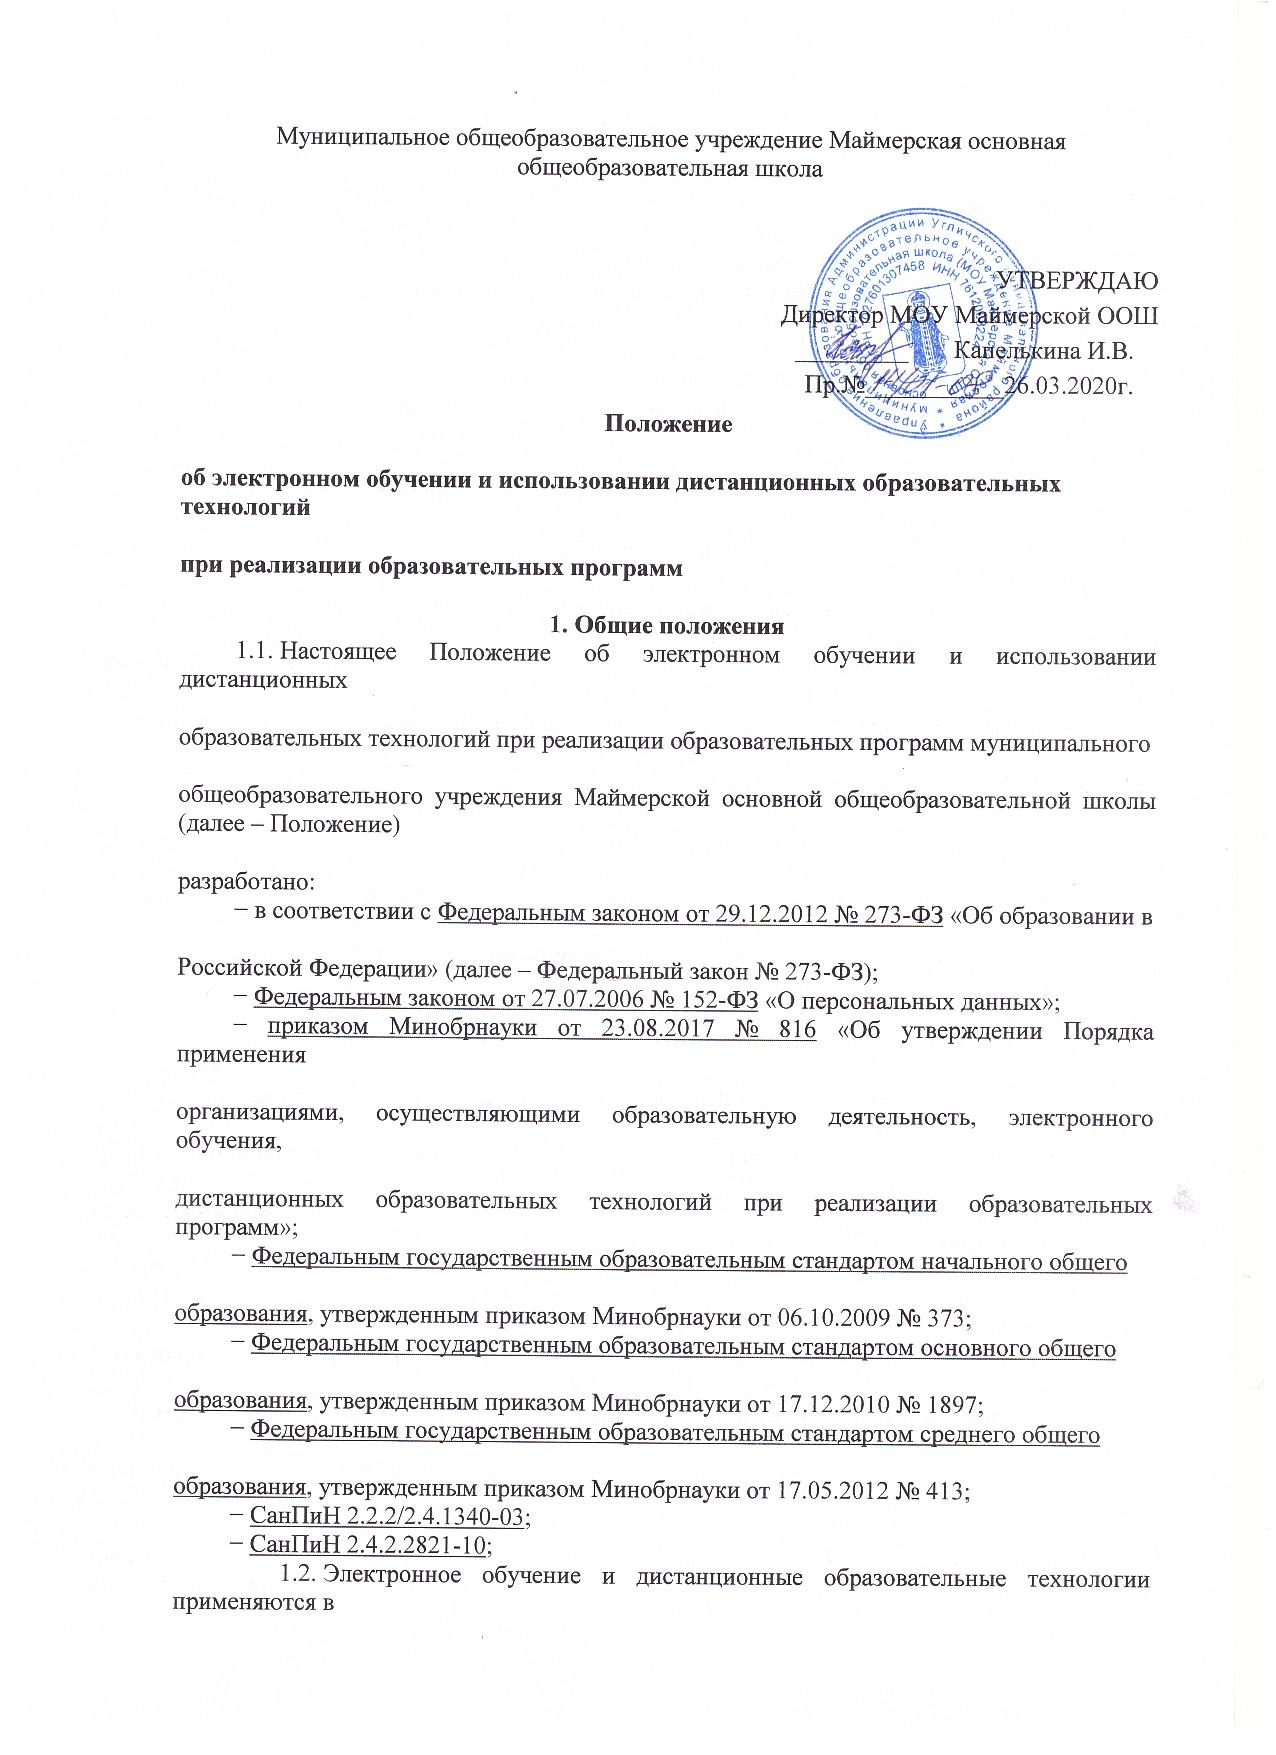 Муниципальное общеобразовательное учреждение Маймерская основная
общеобразовательная школа
УТВЕРЖДАЮ
Директор МОУ Маймерской ООШ
Капелькина И.В.
Пр.№ 26.03.2020г.
Положение
об электронном обучении и использовании дистанционных образовательных
технологий
при реализации образовательных программ
1. Общие положения
1.1. Настоящее Положение об электронном обучении и использовании
дистанционных
образовательных технологий при реализации образовательных программ муниципального
общеобразовательного учреждения Маймерской основной общеобразовательной школы
(далее – Положение)
разработано:
− в соответствии с Федеральным законом от 29.12.2012 № 273-ФЗ «Об образовании в
Российской Федерации» (далее – Федеральный закон № 273-ФЗ);
− Федеральным законом от 27.07.2006 № 152-ФЗ «О персональных данных»;
− приказом Минобрнауки от 23.08.2017 № 816 «Об утверждении Порядка
применения
организациями, осуществляющими образовательную деятельность, электронного
обучения,
дистанционных образовательных технологий при реализации образовательных
программ»;
− Федеральным государственным образовательным стандартом начального общего
образования, утвержденным приказом Минобрнауки от 06.10.2009 № 373;
− Федеральным государственным образовательным стандартом основного общего
образования, утвержденным приказом Минобрнауки от 17.12.2010 № 1897;
− Федеральным государственным образовательным стандартом среднего общего
образования, утвержденным приказом Минобрнауки от 17.05.2012 № 413;
− СанПиН 2.2.2/2.4.1340-03;
− СанПиН 2.4.2.2821-10;
1.2. Электронное обучение и дистанционные образовательные технологии
применяются в